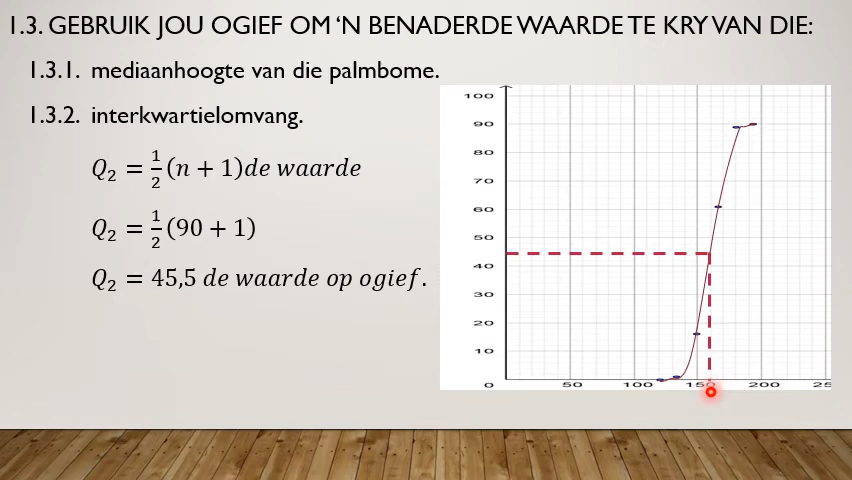 1.3. GEBRUIK JOU OGIEF OM ‘N BENADERDE WAARDE TE KRY VAN DIE:
1.3.1. mediaanhoogte van die palmbome.
1.3.2. interkwartielomvang.
Q₂ = ½(n + 1)de waarde
Q₂ = ½(90 + 1)
Q₂ = 45,5 de waarde op ogief.
100
90
80
70
60
50
40
30
20
10
0 50 100 150 200 25